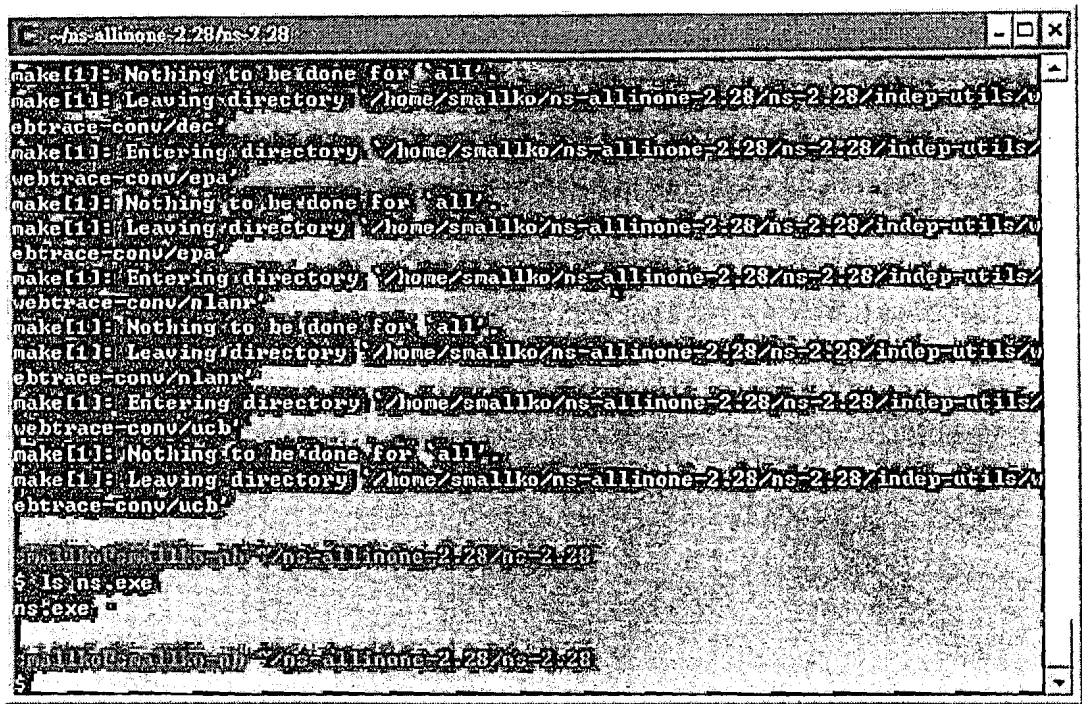 ~/ns-allinone-2.28/ns-2.28
make[1]: Nothing to be done for `all'.
make[1]: Leaving directory `/home/smallko/ns-allinone-2.28/ns-2.28/indep-utils/w
ebtrace-conv/dec'
make[1]: Entering directory `/home/smallko/ns-allinone-2.28/ns-2.28/indep-utils/
webtrace-conv/epa'
make[1]: Nothing to be done for `all'.
make[1]: Leaving directory `/home/smallko/ns-allinone-2.28/ns-2.28/indep-utils/w
ebtrace-conv/epa'
make[1]: Entering directory `/home/smallko/ns-allinone-2.28/ns-2.28/indep-utils/
webtrace-conv/nlanr'
make[1]: Nothing to be done for `all'.
make[1]: Leaving directory `/home/smallko/ns-allinone-2.28/ns-2.28/indep-utils/w
ebtrace-conv/nlanr'
make[1]: Entering directory `/home/smallko/ns-allinone-2.28/ns-2.28/indep-utils/
webtrace-conv/ucb'
make[1]: Nothing to be done for `all'.
make[1]: Leaving directory `/home/smallko/ns-allinone-2.28/ns-2.28/indep-utils/w
ebtrace-conv/ucb'
smallko@smallko-nb ~/ns-allinone-2.28/ns-2.28
$ ls ns.exe
ns.exe
smallko@smallko-nb ~/ns-allinone-2.28/ns-2.28
$